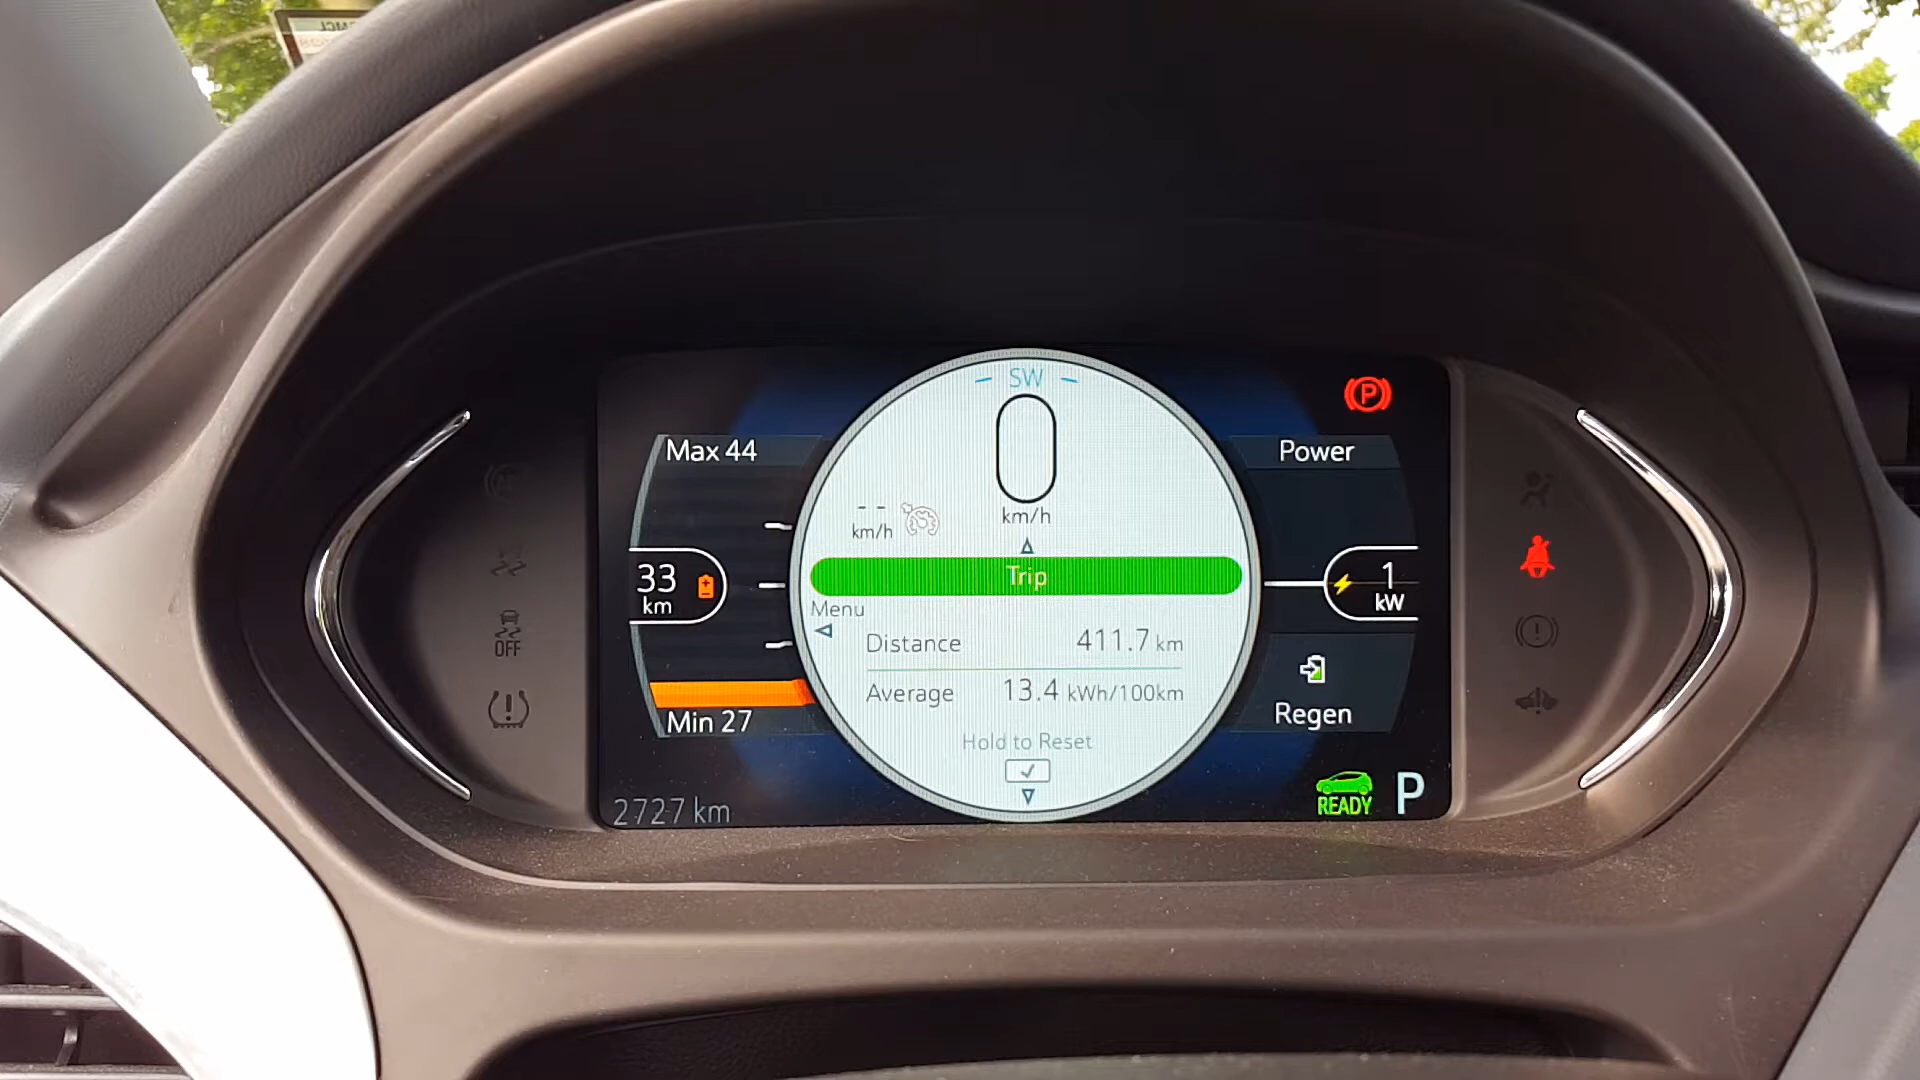 SW
0
km/h
-- km/h
Max 44
33
km
Min 27
2727 km
Trip
Menu
Distance 411.7 km
Average 13.4 kWh/100km
Hold to Reset
Power
1
kW
Regen
READY P
P
OFF